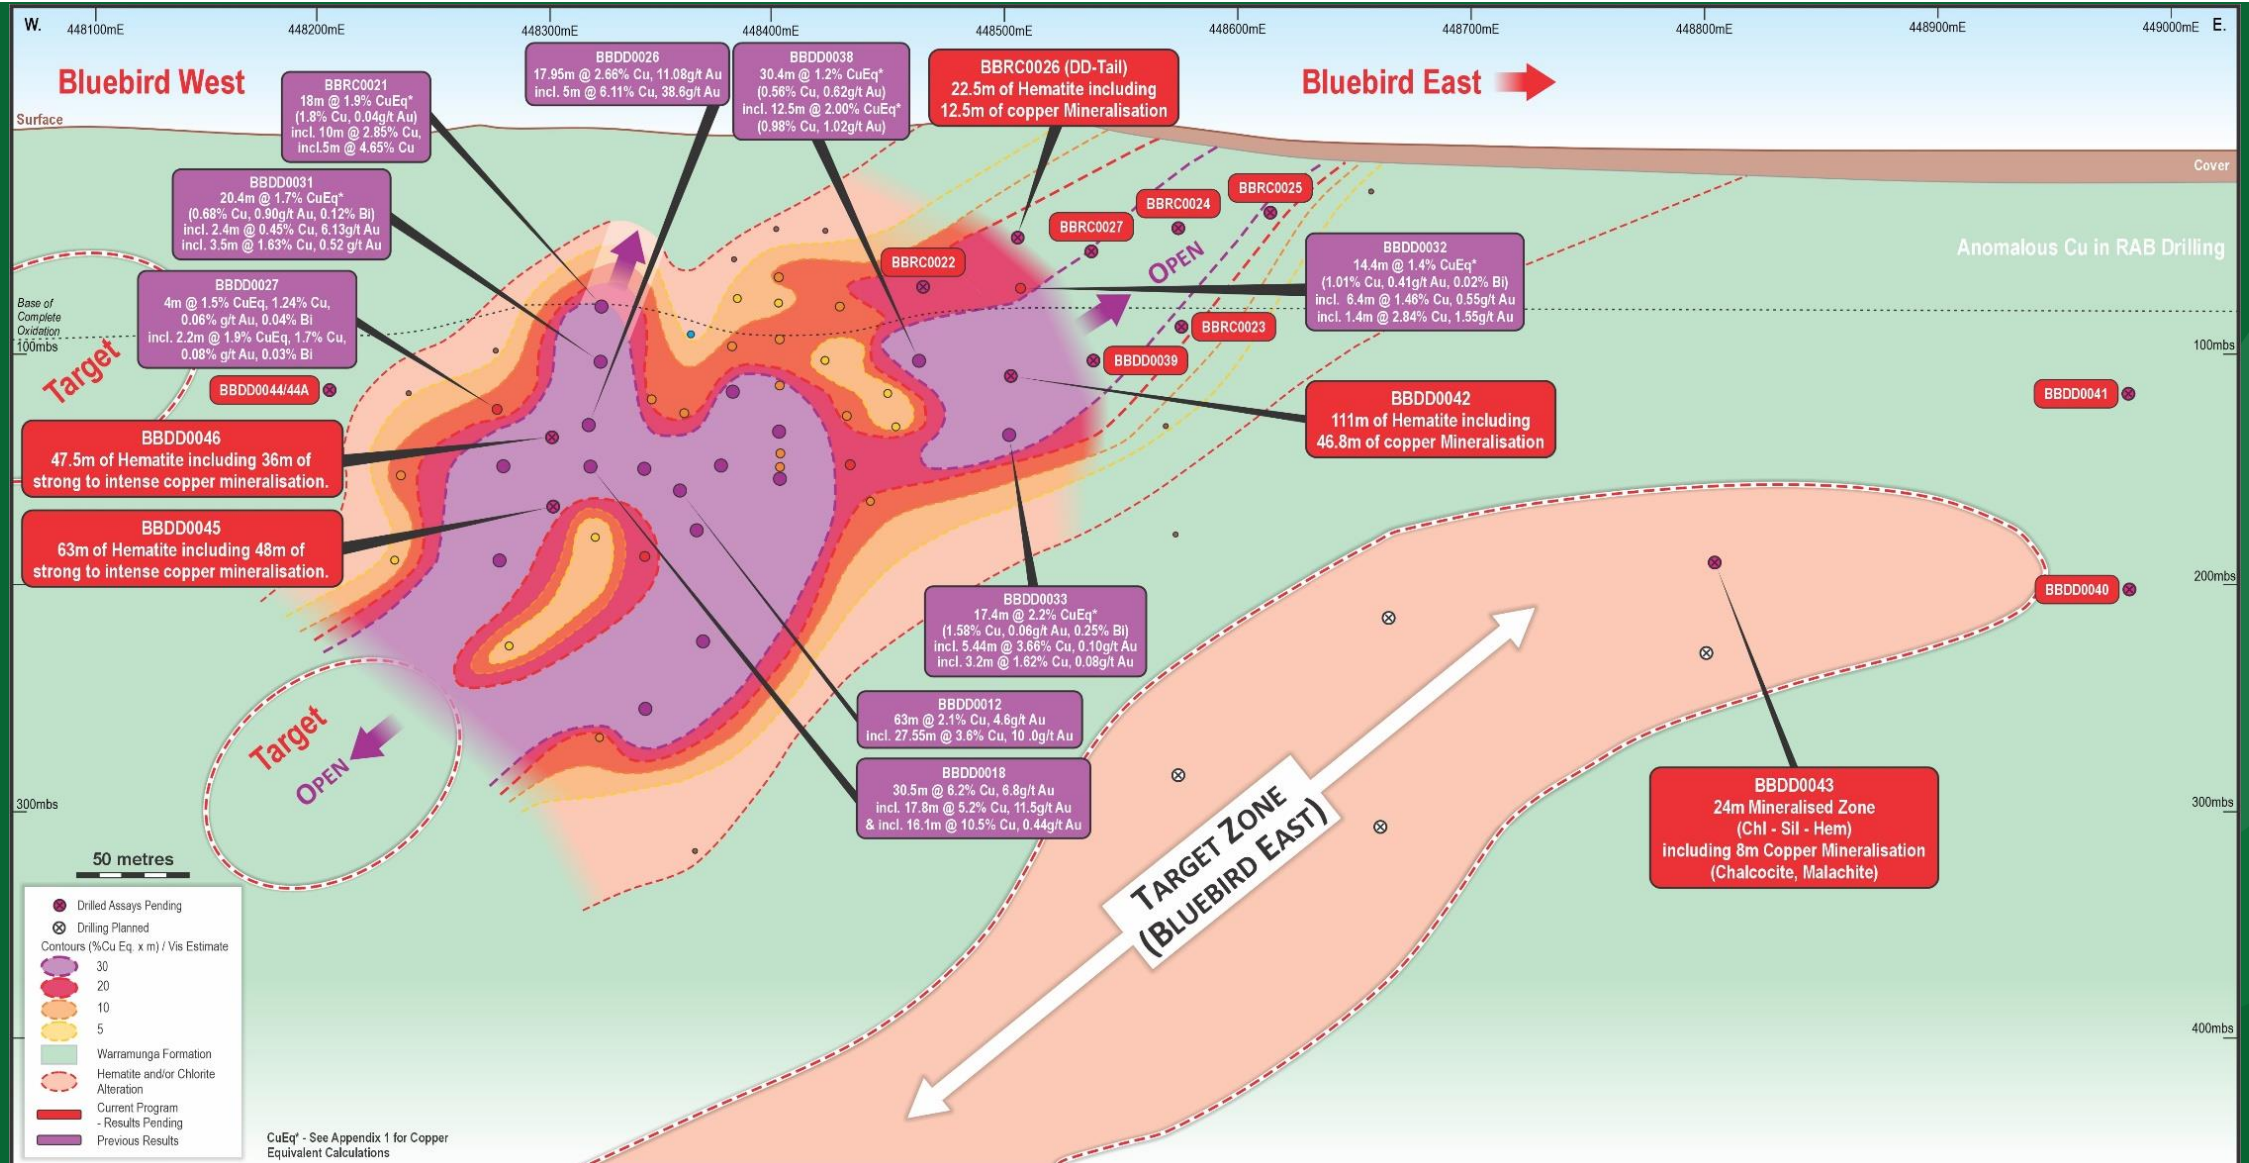 W.
448100mE
448200mE
448300mE
448400mE
448500mE
448600mE
448700mE
448800mE
448900mE
449000mE
E.
Bluebird West
Bluebird East
Surface
Cover
Anomalous Cu in RAB Drilling
BBRC0021
18m @ 1.9% CuEq*
(1.8% Cu, 0.04g/t Au)
incl. 10m @ 2.85% Cu,
incl.5m @ 4.65% Cu
BBDD0026
17.95m @ 2.66% Cu, 11.08g/t Au
incl. 5m @ 6.11% Cu, 38.6g/t Au
BBDD0038
30.4m @ 1.2% CuEq*
(0.56% Cu, 0.62g/t Au)
incl. 12.5m @ 2.00% CuEq*
(0.98% Cu, 1.02g/t Au)
BBRC0026 (DD-Tail)
22.5m of Hematite including
12.5m of copper Mineralisation
BBDD0031
20.4m @ 1.7% CuEq*
(0.68% Cu, 0.90g/t Au, 0.12% Bi)
incl. 2.4m @ 0.45% Cu, 6.13g/t Au
incl. 3.5m @ 1.63% Cu, 0.52 g/t Au
BBRC0025
BBRC0024
BBRC0027
BBRC0022
OPEN
BBDD0032
14.4m @ 1.4% CuEq*
(1.01% Cu, 0.41g/t Au, 0.02% Bi)
incl. 6.4m @ 1.46% Cu, 0.55g/t Au
incl. 1.4m @ 2.84% Cu, 1.55g/t Au
BBDD0027
4m @ 1.5% CuEq, 1.24% Cu,
0.06% g/t Au, 0.04% Bi
incl. 2.2m @ 1.9% CuEq, 1.7% Cu,
0.08% g/t Au, 0.03% Bi
Base of
Complete
Oxidation
100mbs
100mbs
Target
BBRC0023
BBDD0039
BBDD0044/44A
BBDD0041
BBDD0042
111m of Hematite including
46.8m of copper Mineralisation
BBDD0046
47.5m of Hematite including 36m of
strong to intense copper mineralisation.
BBDD0045
63m of Hematite including 48m of
strong to intense copper mineralisation.
200mbs
BBDD0040
BBDD0033
17.4m @ 2.2% CuEq*
(1.58% Cu, 0.06g/t Au, 0.25% Bi)
incl. 5.44m @ 3.66% Cu, 0.10g/t Au
incl. 3.2m @ 1.62% Cu, 0.08g/t Au
BBDD0012
63m @ 2.1% Cu, 4.6g/t Au
incl. 27.55m @ 3.6% Cu, 10 .0g/t Au
BBDD0018
30.5m @ 6.2% Cu, 6.8g/t Au
incl. 17.8m @ 5.2% Cu, 11.5g/t Au
& incl. 16.1m @ 10.5% Cu, 0.44g/t Au
Target
OPEN
300mbs
300mbs
TARGET ZONE
(BLUEBIRD EAST)
BBDD0043
24m Mineralised Zone
(Chl - Sil - Hem)
including 8m Copper Mineralisation
(Chalcocite, Malachite)
400mbs
50 metres
Drilled Assays Pending
Drilling Planned
Contours (%Cu Eq. x m) / Vis Estimate
30
20
10
5
Warramunga Formation
Hematite and/or Chlorite
Alteration
Current Program
- Results Pending
Previous Results
CuEq* - See Appendix 1 for Copper
Equivalent Calculations